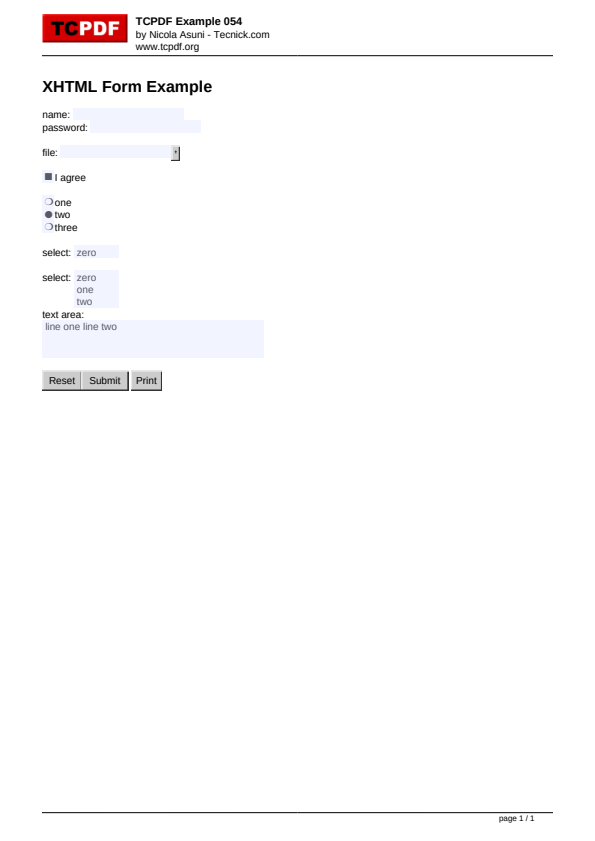 TCPDF
TCPDF Example 054
by Nicola Asuni - Tecnick.com
www.tcpdf.org
XHTML Form Example
name:
password:
file:
I agree
one
two
three
select: zero
select: zero
one
two
text area:
line one line two
Reset Submit Print
page 1 / 1